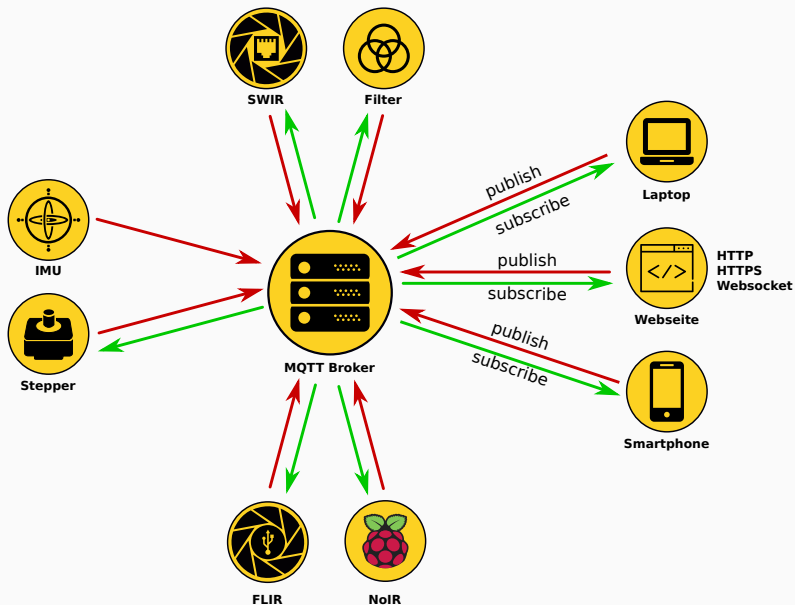 SWIR
Filter
publish
subscribe
Laptop
IMU
publish
subscribe
HTTP
HTTPS
Websocket
Webseite
Stepper
MQTT Broker
publish
subscribe
Smartphone
FLIR
NoIR